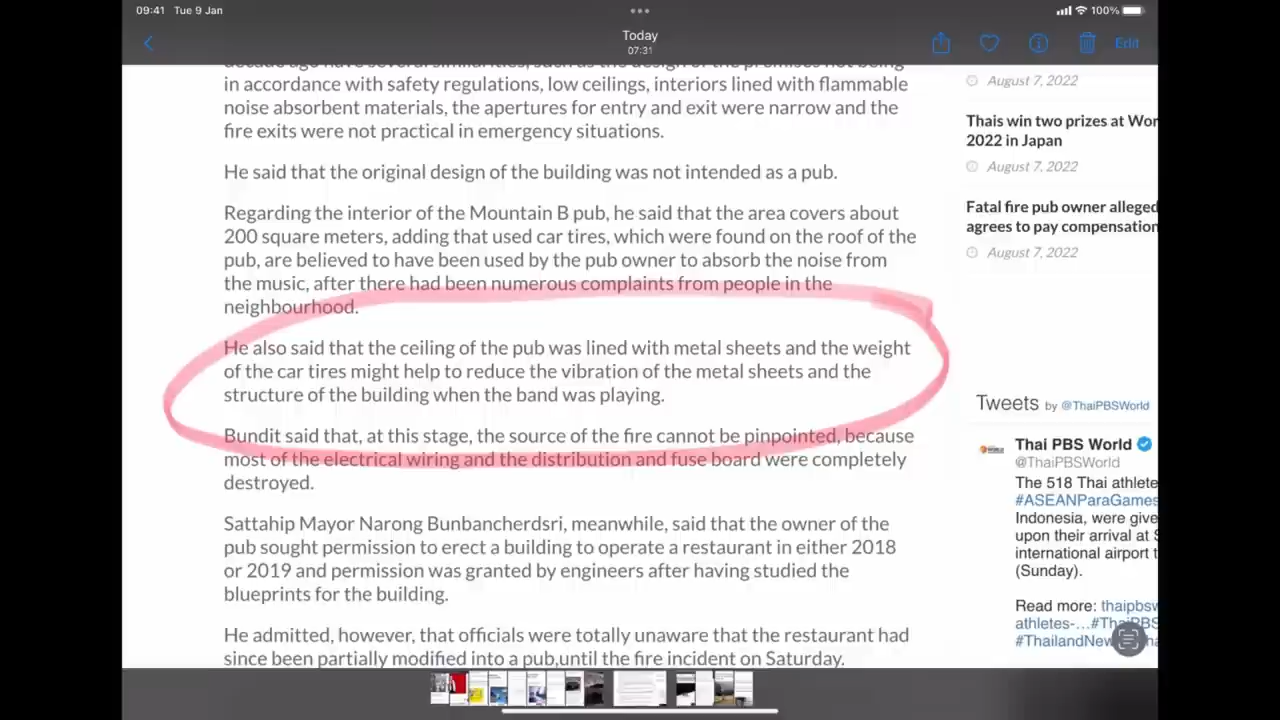 09:41 Tue 9 Jan
100%
Today
07:31
Edit
in accordance with safety regulations, low ceilings, interiors lined with flammable
noise absorbent materials, the apertures for entry and exit were narrow and the
fire exits were not practical in emergency situations.
He said that the original design of the building was not intended as a pub.
Regarding the interior of the Mountain B pub, he said that the area covers about
200 square meters, adding that used car tires, which were found on the roof of the
pub, are believed to have been used by the pub owner to absorb the noise from
the music, after there had been numerous complaints from people in the
neighbourhood.
He also said that the ceiling of the pub was lined with metal sheets and the weight
of the car tires might help to reduce the vibration of the metal sheets and the
structure of the building when the band was playing.
Bundit said that, at this stage, the source of the fire cannot be pinpointed, because
most of the electrical wiring and the distribution and fuse board were completely
destroyed.
Sattahip Mayor Narong Bunbancherdsri, meanwhile, said that the owner of the
pub sought permission to erect a building to operate a restaurant in either 2018
or 2019 and permission was granted by engineers after having studied the
blueprints for the building.
He admitted, however, that officials were totally unaware that the restaurant had
since been partially modified into a pub,until the fire incident on Saturday.
August 7, 2022
Thais win two prizes at Wor
2022 in Japan
August 7, 2022
Fatal fire pub owner alleged
agrees to pay compensation
August 7, 2022
Tweets by @ThaiPBSWorld
Thai PBS World
@ThaiPBSWorld
The 518 Thai athlete
#ASEANParaGames
Indonesia, were give
upon their arrival at S
international airport t
(Sunday).
Read more: thaipbsw
athletes-…#ThaiPBS
#ThailandNew